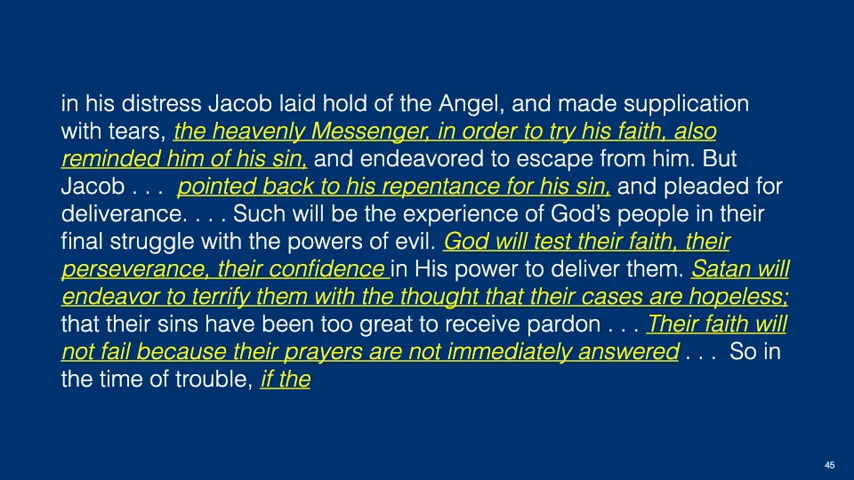 in his distress Jacob laid hold of the Angel, and made supplication
with tears, the heavenly Messenger, in order to try his faith, also
reminded him of his sin, and endeavored to escape from him. But
Jacob . . .  pointed back to his repentance for his sin, and pleaded for
deliverance. . . . Such will be the experience of God’s people in their
final struggle with the powers of evil. God will test their faith, their
perseverance, their confidence in His power to deliver them. Satan will
endeavor to terrify them with the thought that their cases are hopeless;
that their sins have been too great to receive pardon . . . Their faith will
not fail because their prayers are not immediately answered . . .  So in
the time of trouble, if the
45